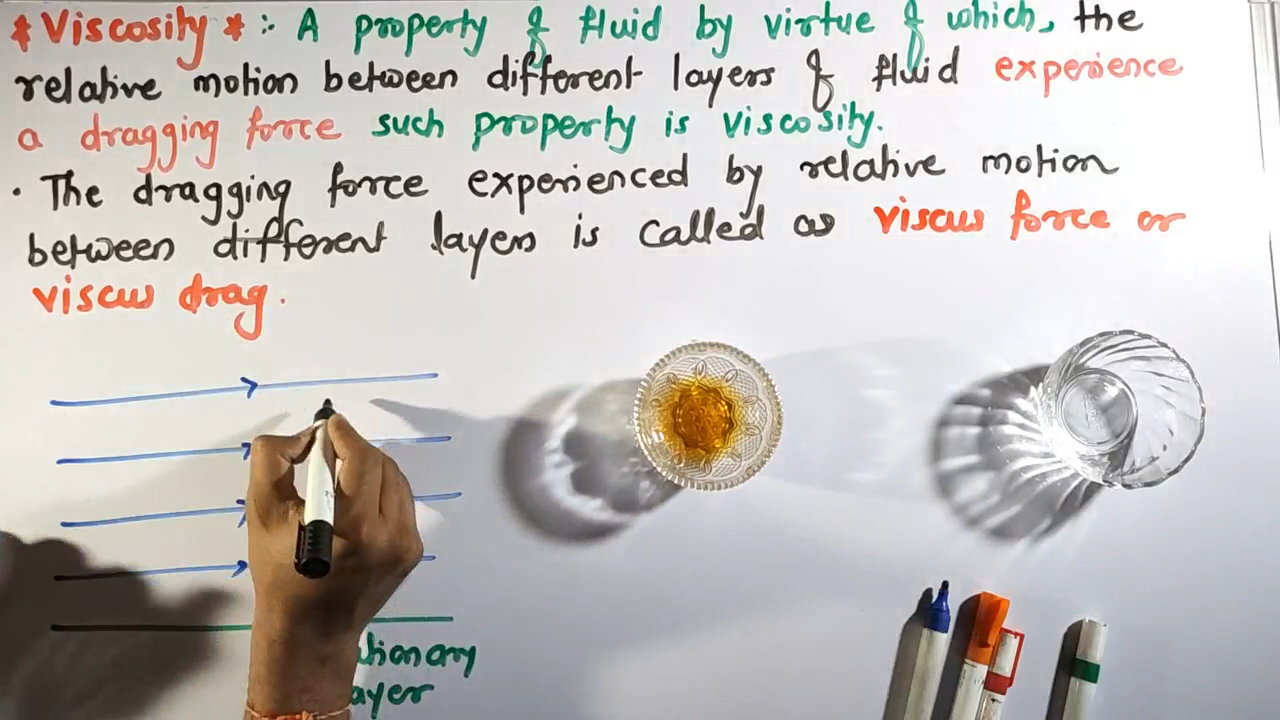 * Viscosity * :- A property of fluid by virtue of which, the
relative motion between different layers of fluid experience
a dragging force such property is viscosity.
· The dragging force experienced by relative motion
between different layers is called as viscus force or
viscus drag.